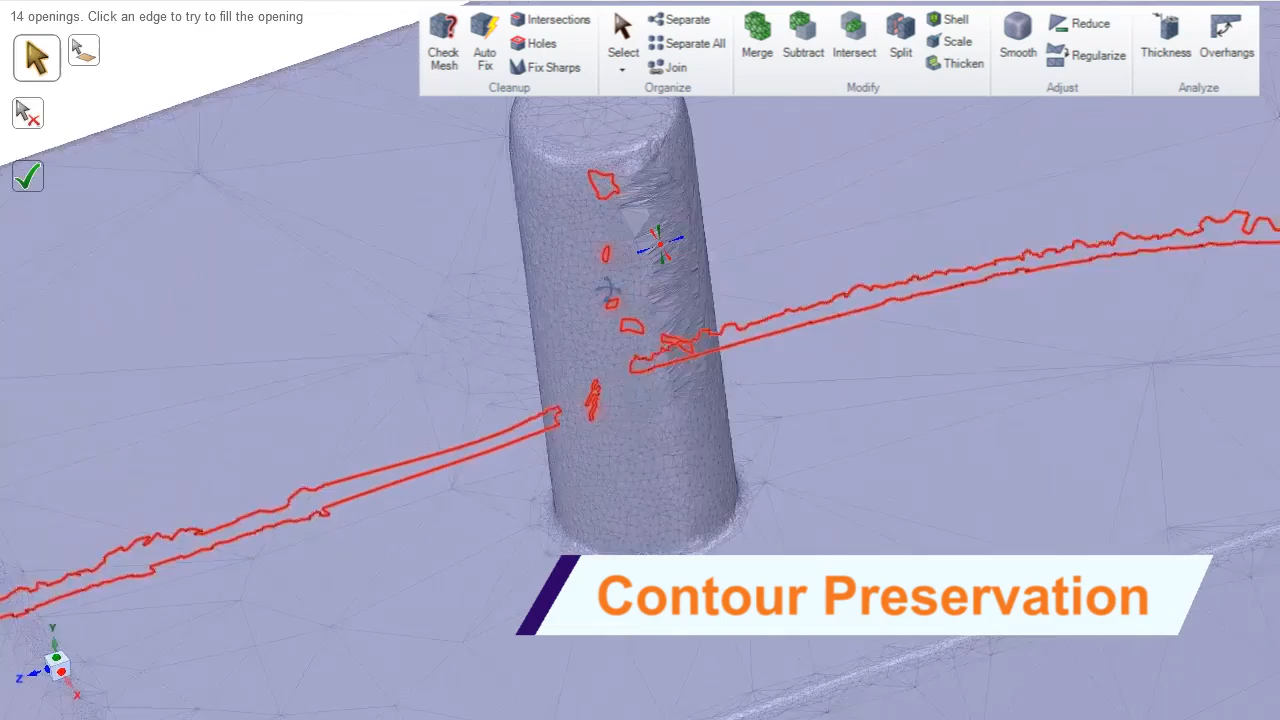 14 openings. Click an edge to try to fill the opening
Check Mesh
Auto Fix
Intersections
Holes
Fix Sharps
Cleanup
Select
Separate
Separate All
Join
Organize
Merge
Subtract
Intersect
Split
Shell
Scale
Thicken
Modify
Smooth
Reduce
Regularize
Adjust
Thickness
Overhangs
Analyze
Contour Preservation
Y
Z
X